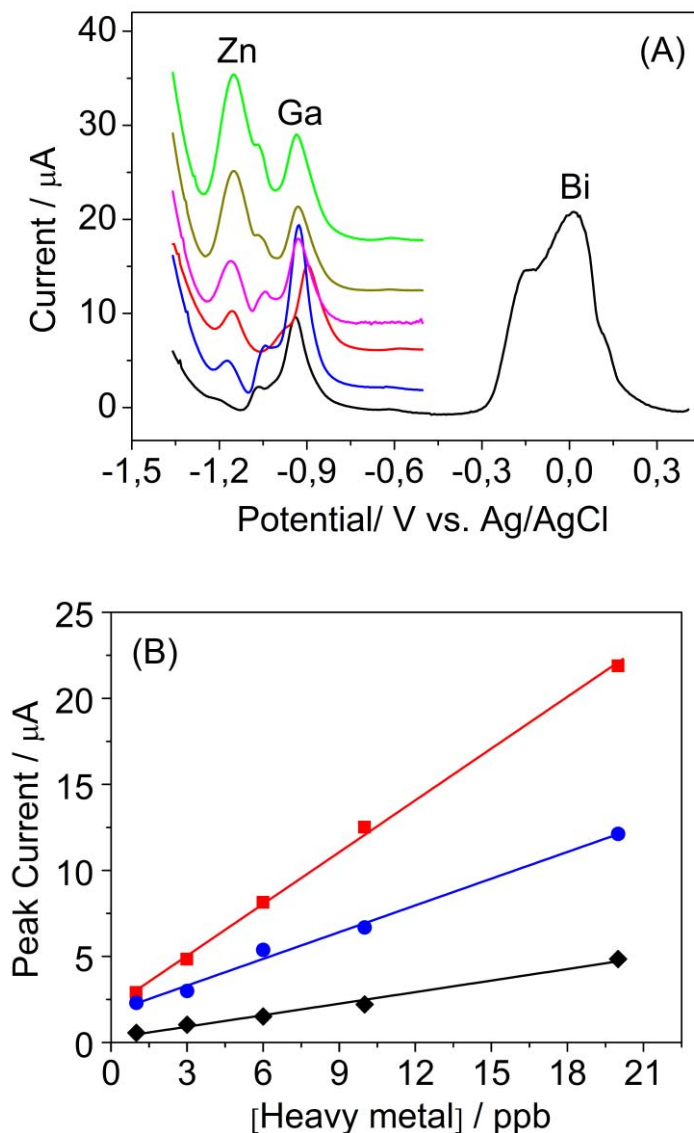 40
(A)
Zn
Ga
30
Bi
20
10
0
Current / μA
-1,5 -1,2 -0,9 -0,6 -0,3 0,0 0,3
Potential/ V vs. Ag/AgCl
25
(B)
20
15
10
5
0
Peak Current / μA
0 3 6 9 12 15 18 21
[Heavy metal] / ppb